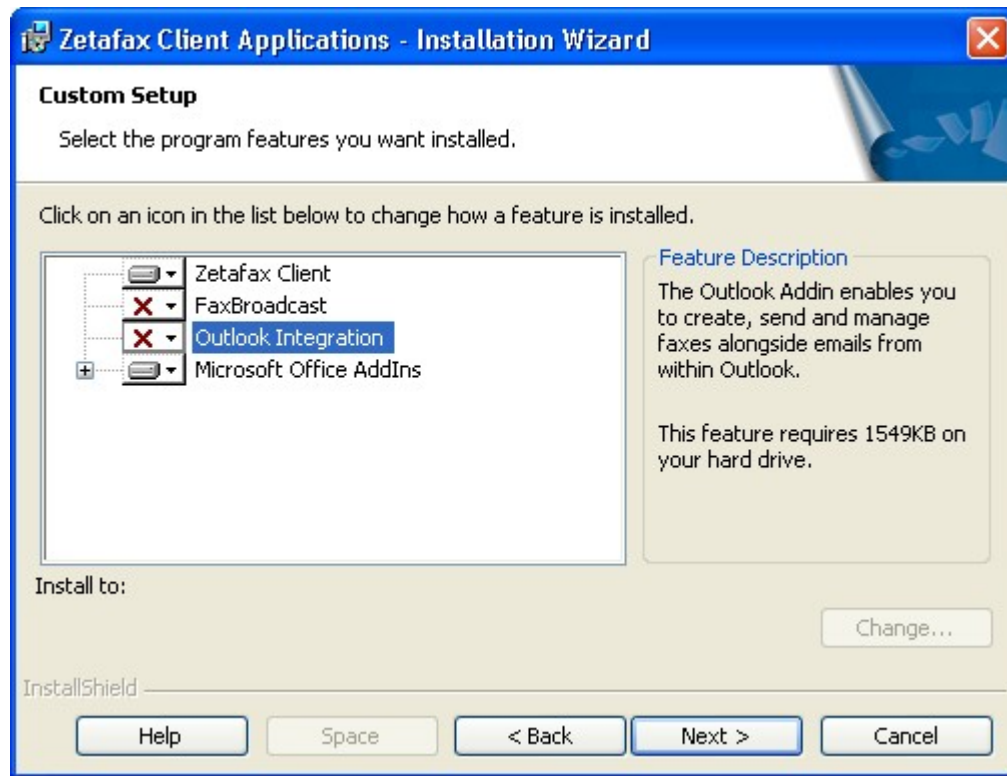 Zetafax Client Applications - Installation Wizard
Custom Setup
Select the program features you want installed.
Click on an icon in the list below to change how a feature is installed.
Zetafax Client
FaxBroadcast
Outlook Integration
Microsoft Office AddIns
Feature Description
The Outlook Addin enables you
to create, send and manage
faxes alongside emails from
within Outlook.
This feature requires 1549KB on
your hard drive.
Install to:
Change...
InstallShield
Help
Space
< Back
Next >
Cancel